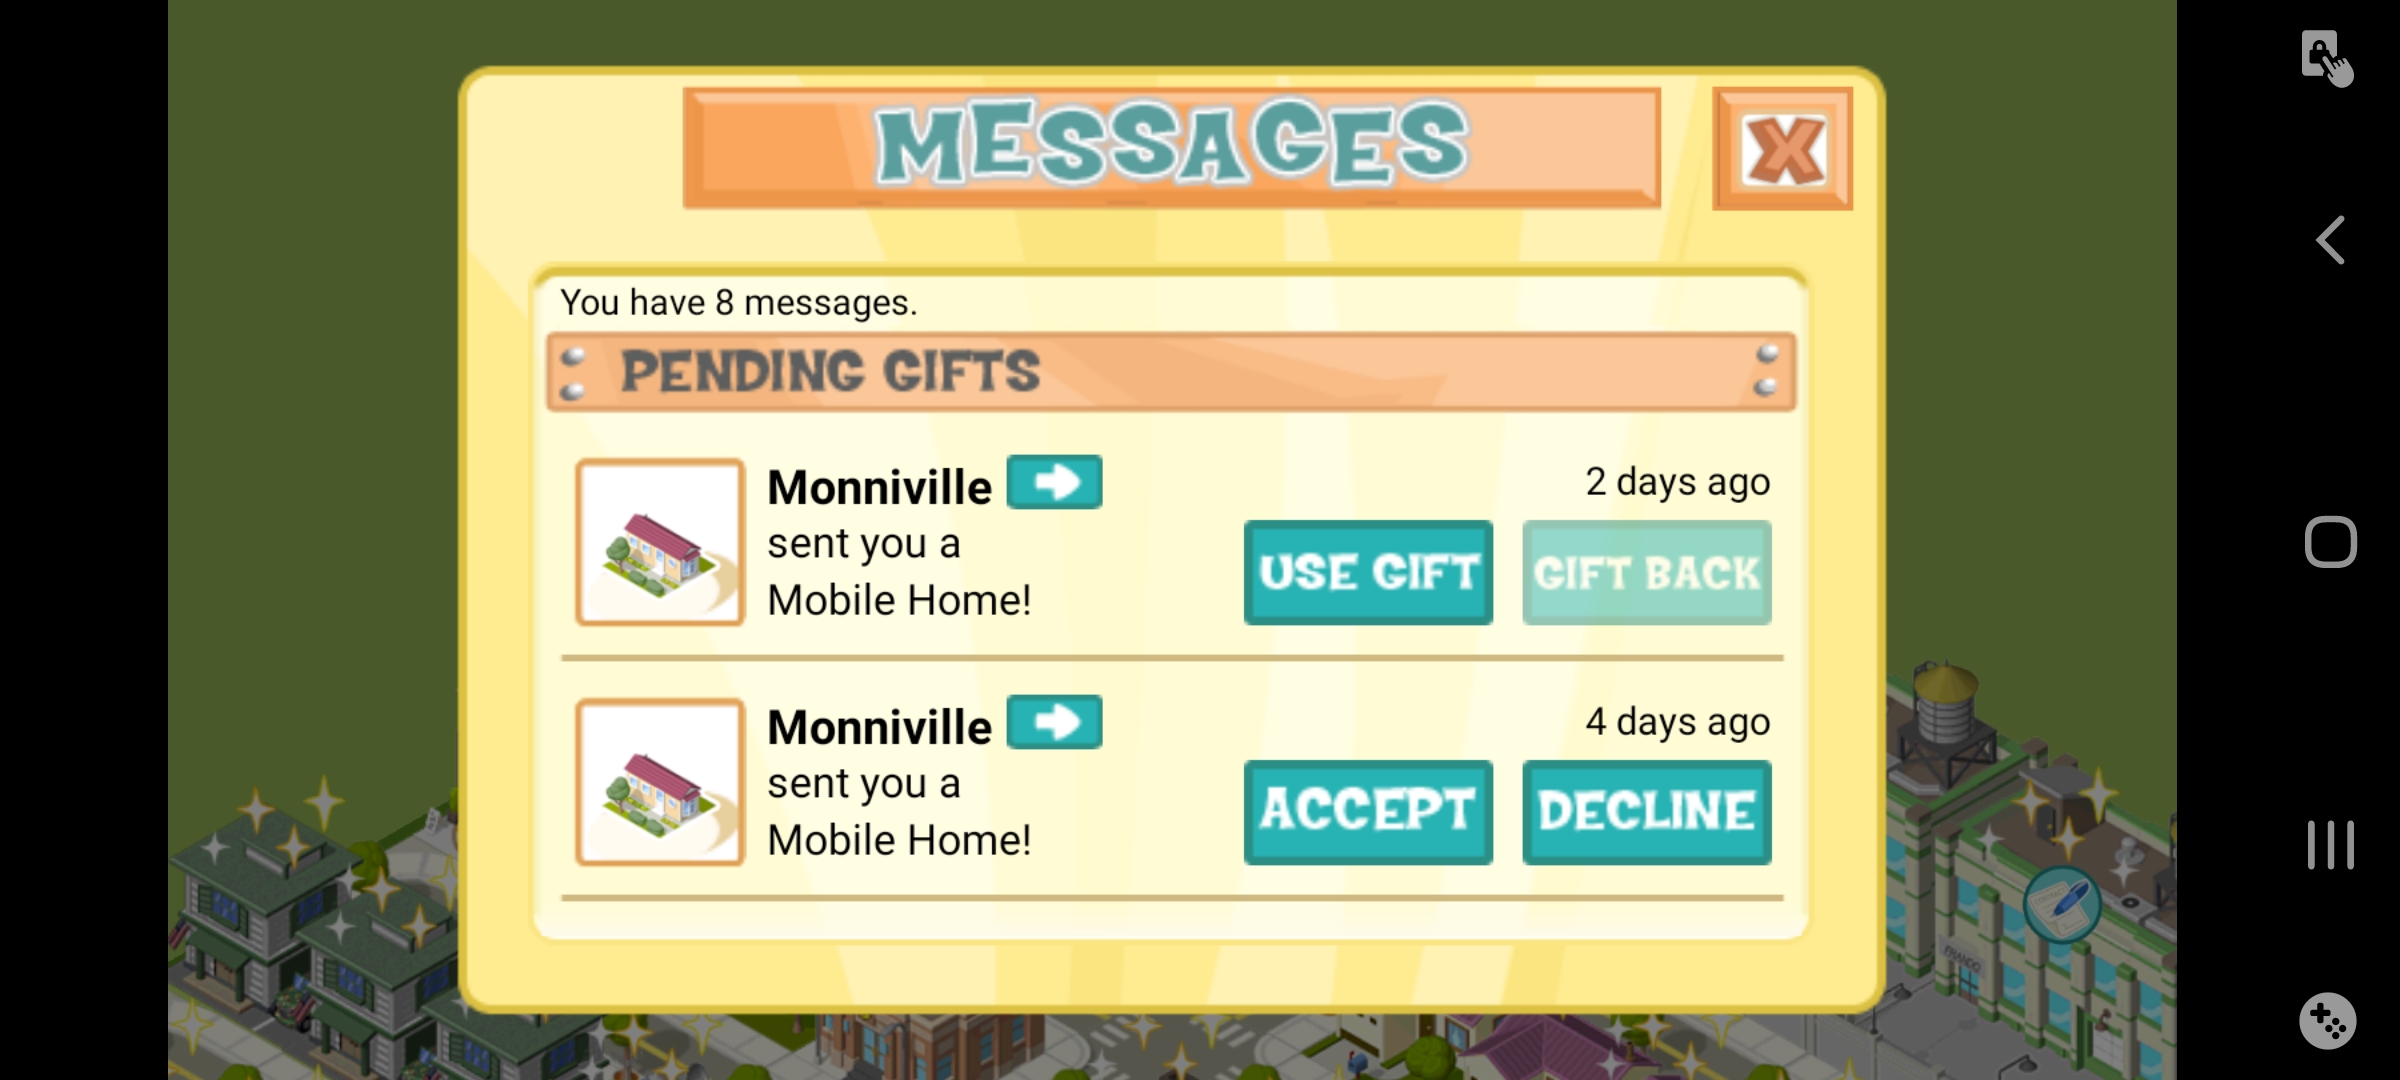 MESSAGES
X
You have 8 messages.
PENDING GIFTS
Monniville
2 days ago
sent you a
Mobile Home!
USE GIFT
GIFT BACK
Monniville
4 days ago
sent you a
Mobile Home!
ACCEPT
DECLINE